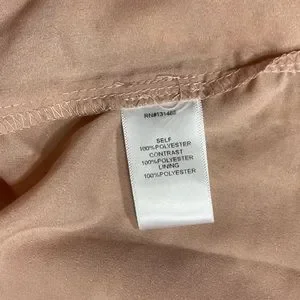 RN#131468
SELF
100%POLYESTER
CONTRAST
100%POLYESTER
LINING
100%POLYESTER